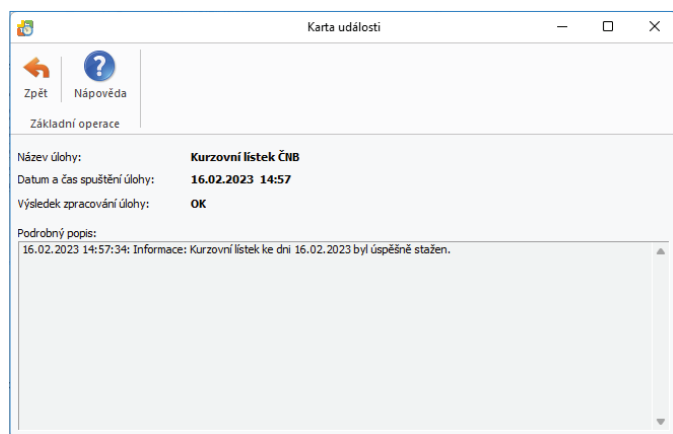 Karta události
Zpět
Nápověda
Základní operace
Název úlohy: Kurzovní lístek ČNB
Datum a čas spuštění úlohy: 16.02.2023 14:57
Výsledek zpracování úlohy: OK
Podrobný popis:
16.02.2023 14:57:34: Informace: Kurzovní lístek ke dni 16.02.2023 byl úspěšně stažen.